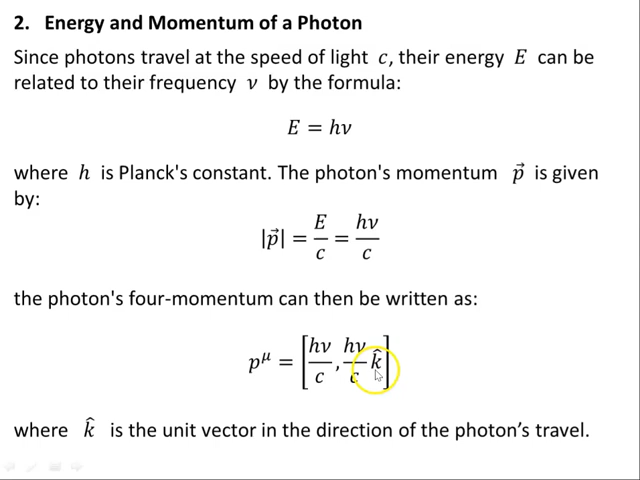 2. Energy and Momentum of a Photon
Since photons travel at the speed of light c, their energy E can be
related to their frequency ν by the formula:
E = hν
where h is Planck's constant. The photon's momentum p⃗ is given
by:
|p⃗| = E/c = hν/c
the photon's four-momentum can then be written as:
p^μ = [hν/c, hν/c k̂]
where k̂ is the unit vector in the direction of the photon’s travel.